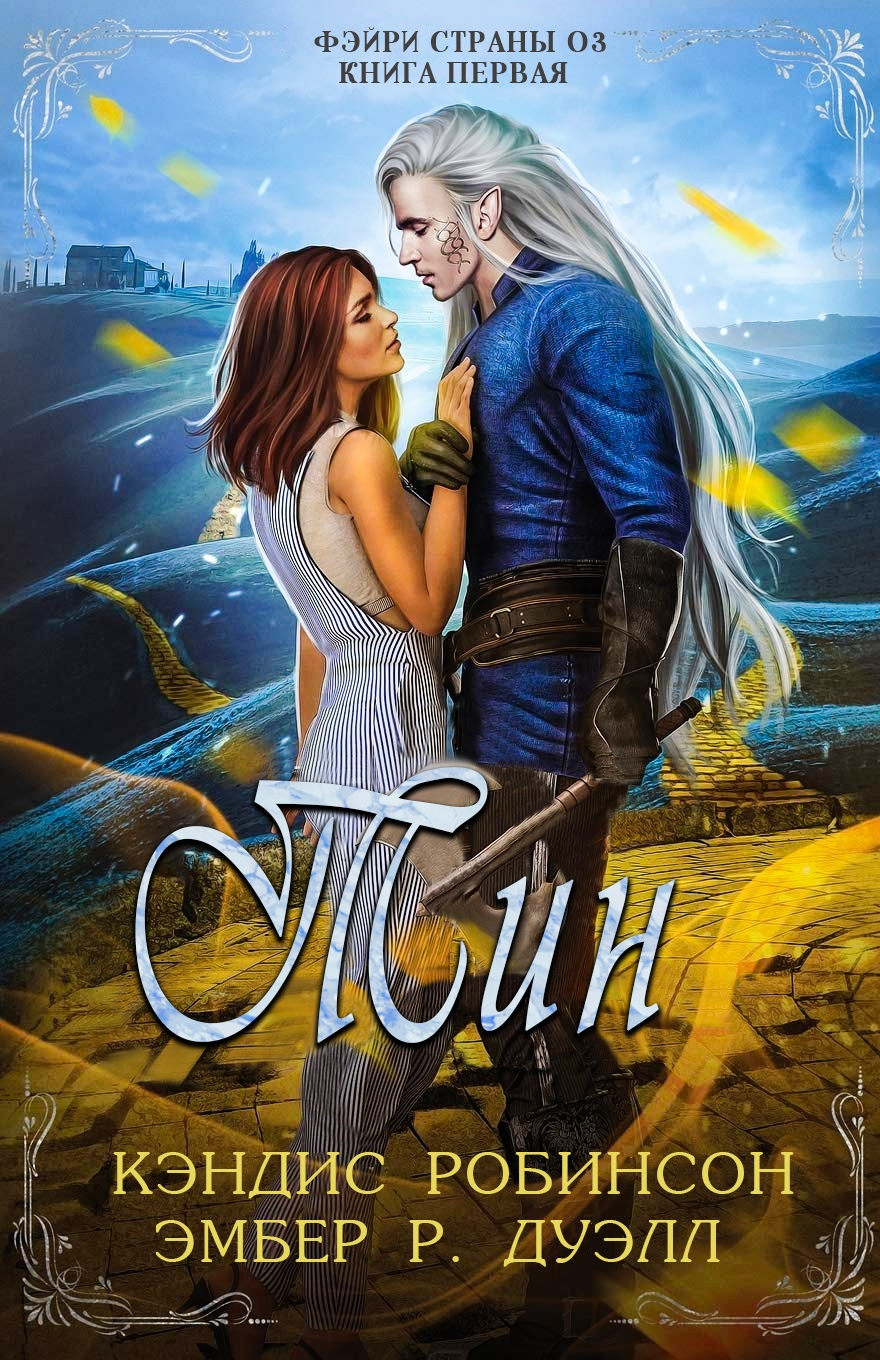 ФЭЙРИ СТРАНЫ ОЗ
КНИГА ПЕРВАЯ
Тин
КЭНДИС РОБИНСОН
ЭМБЕР Р. ДУЭЛЛ